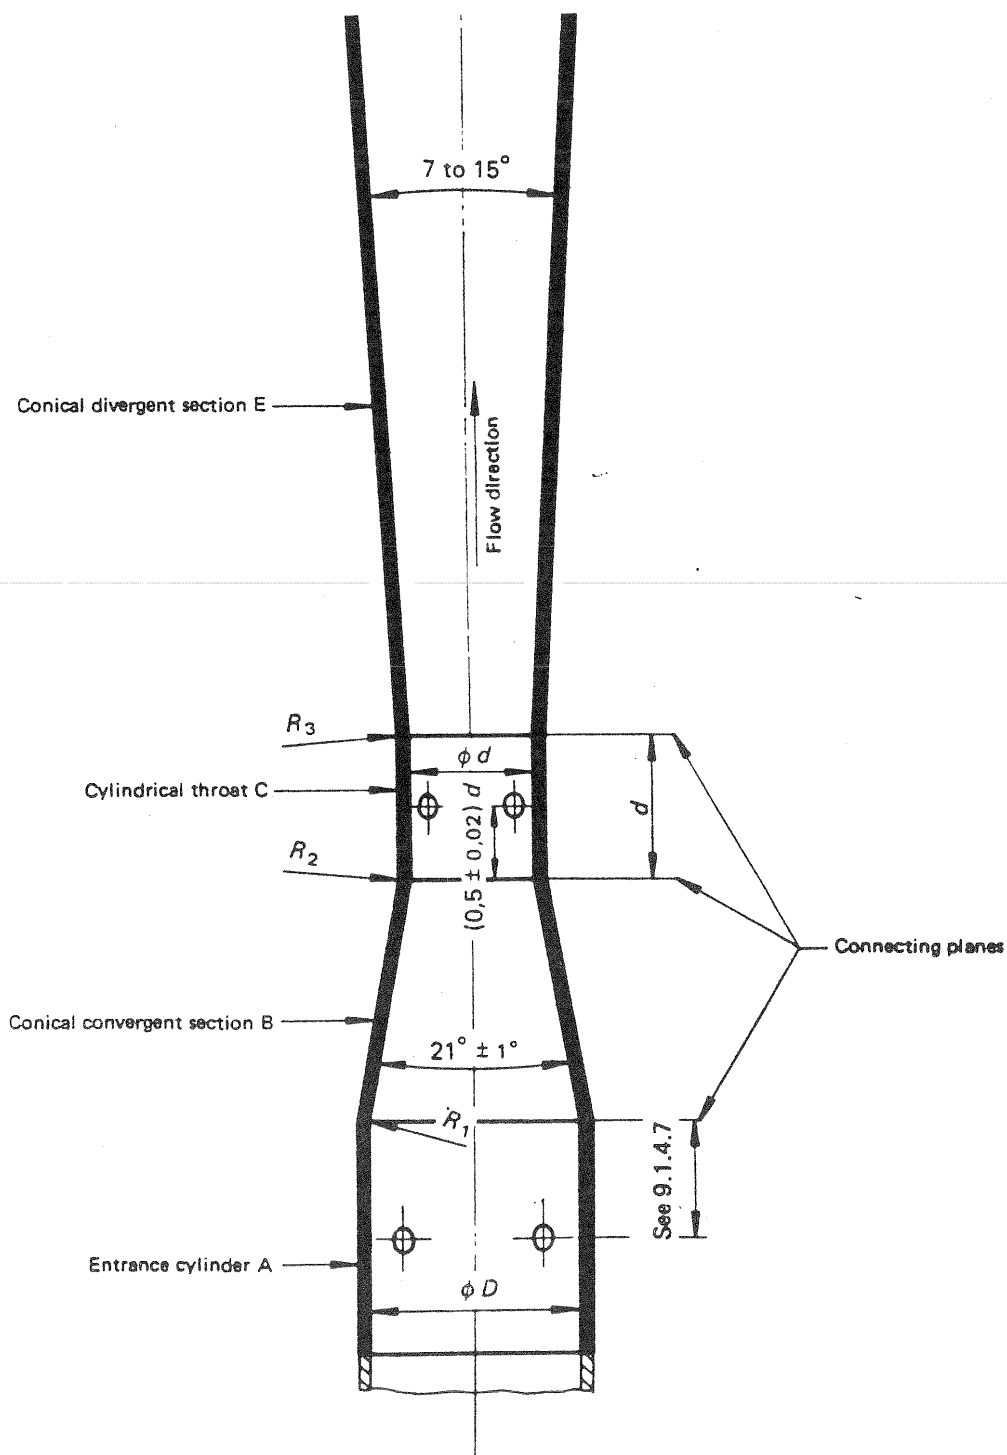 7 to 15°
Conical divergent section E
Flow direction
R3
φ d
Cylindrical throat C
(0,5 ± 0,02) d
d
R2
Connecting planes
Conical convergent section B
21° ± 1°
R1
See 9.1.4.7
Entrance cylinder A
φ D